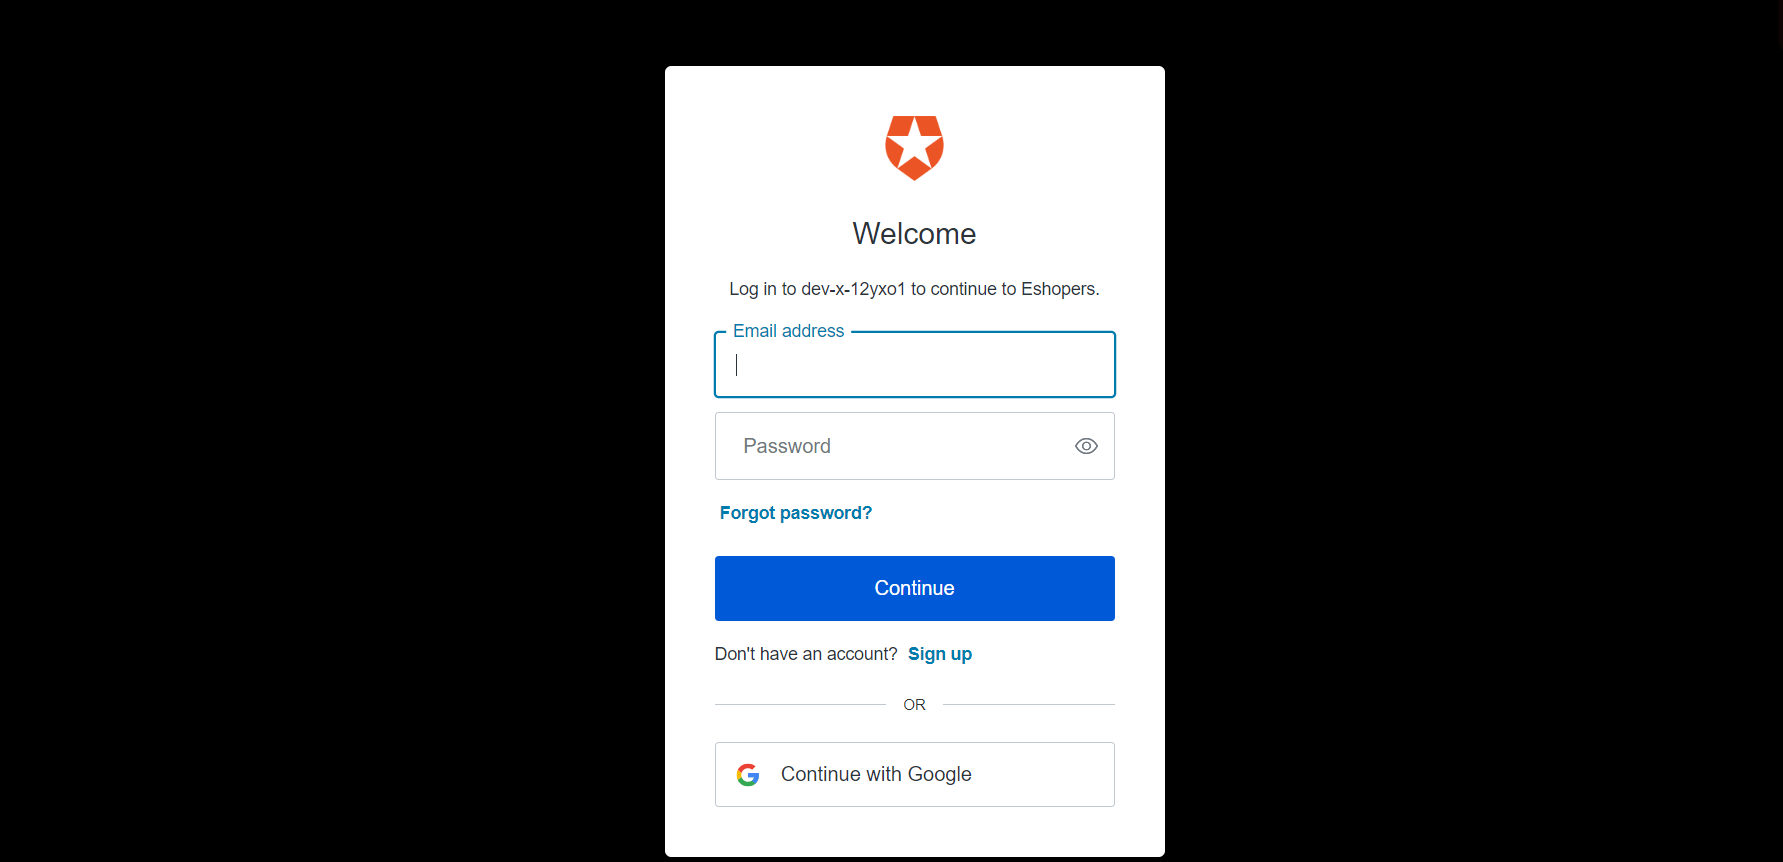 Welcome
Log in to dev-x-12yxo1 to continue to Eshopers.
Email address
Password
Forgot password?
Continue
Don't have an account? Sign up
OR
Continue with Google